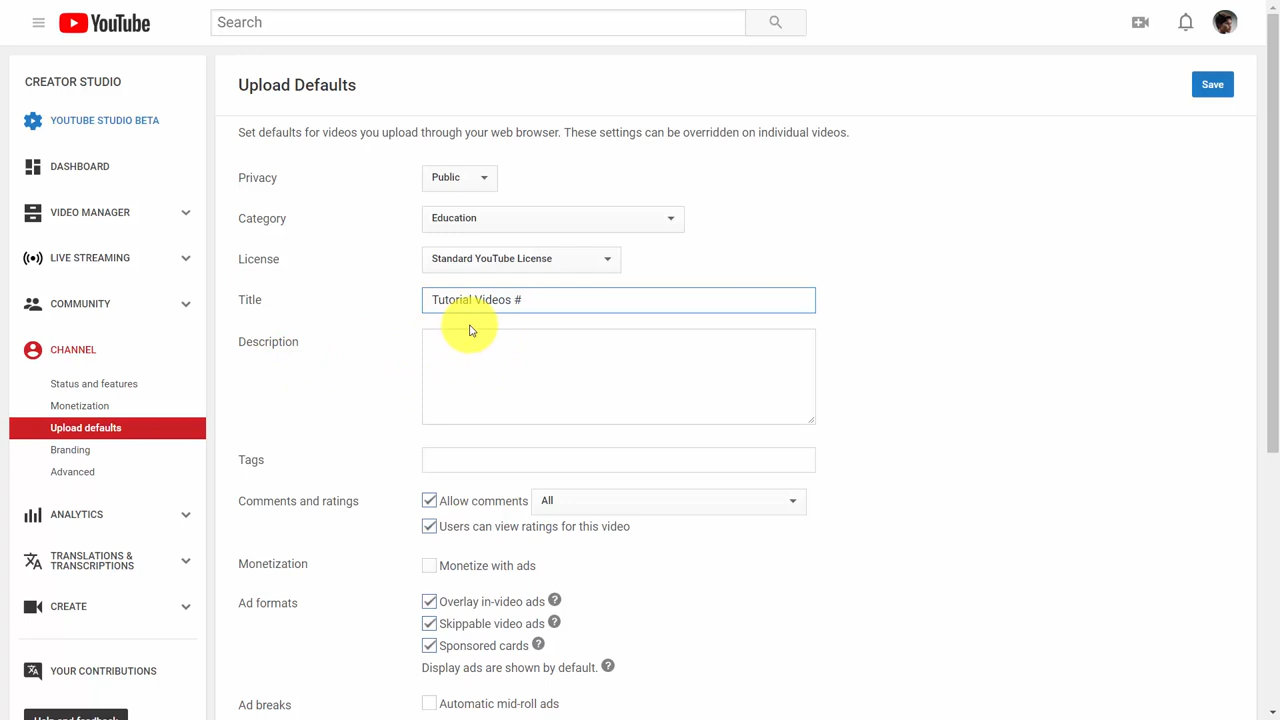 YouTube
Search
CREATOR STUDIO
YOUTUBE STUDIO BETA
DASHBOARD
VIDEO MANAGER
LIVE STREAMING
COMMUNITY
CHANNEL
Status and features
Monetization
Upload defaults
Branding
Advanced
ANALYTICS
TRANSLATIONS &
TRANSCRIPTIONS
CREATE
YOUR CONTRIBUTIONS
Help and feedback
Upload Defaults
Save
Set defaults for videos you upload through your web browser. These settings can be overridden on individual videos.
Privacy Public
Category Education
License Standard YouTube License
Title Tutorial Videos #
Description
Tags
Comments and ratings Allow comments All
Users can view ratings for this video
Monetization Monetize with ads
Ad formats Overlay in-video ads ?
Skippable video ads ?
Sponsored cards ?
Display ads are shown by default. ?
Ad breaks Automatic mid-roll ads